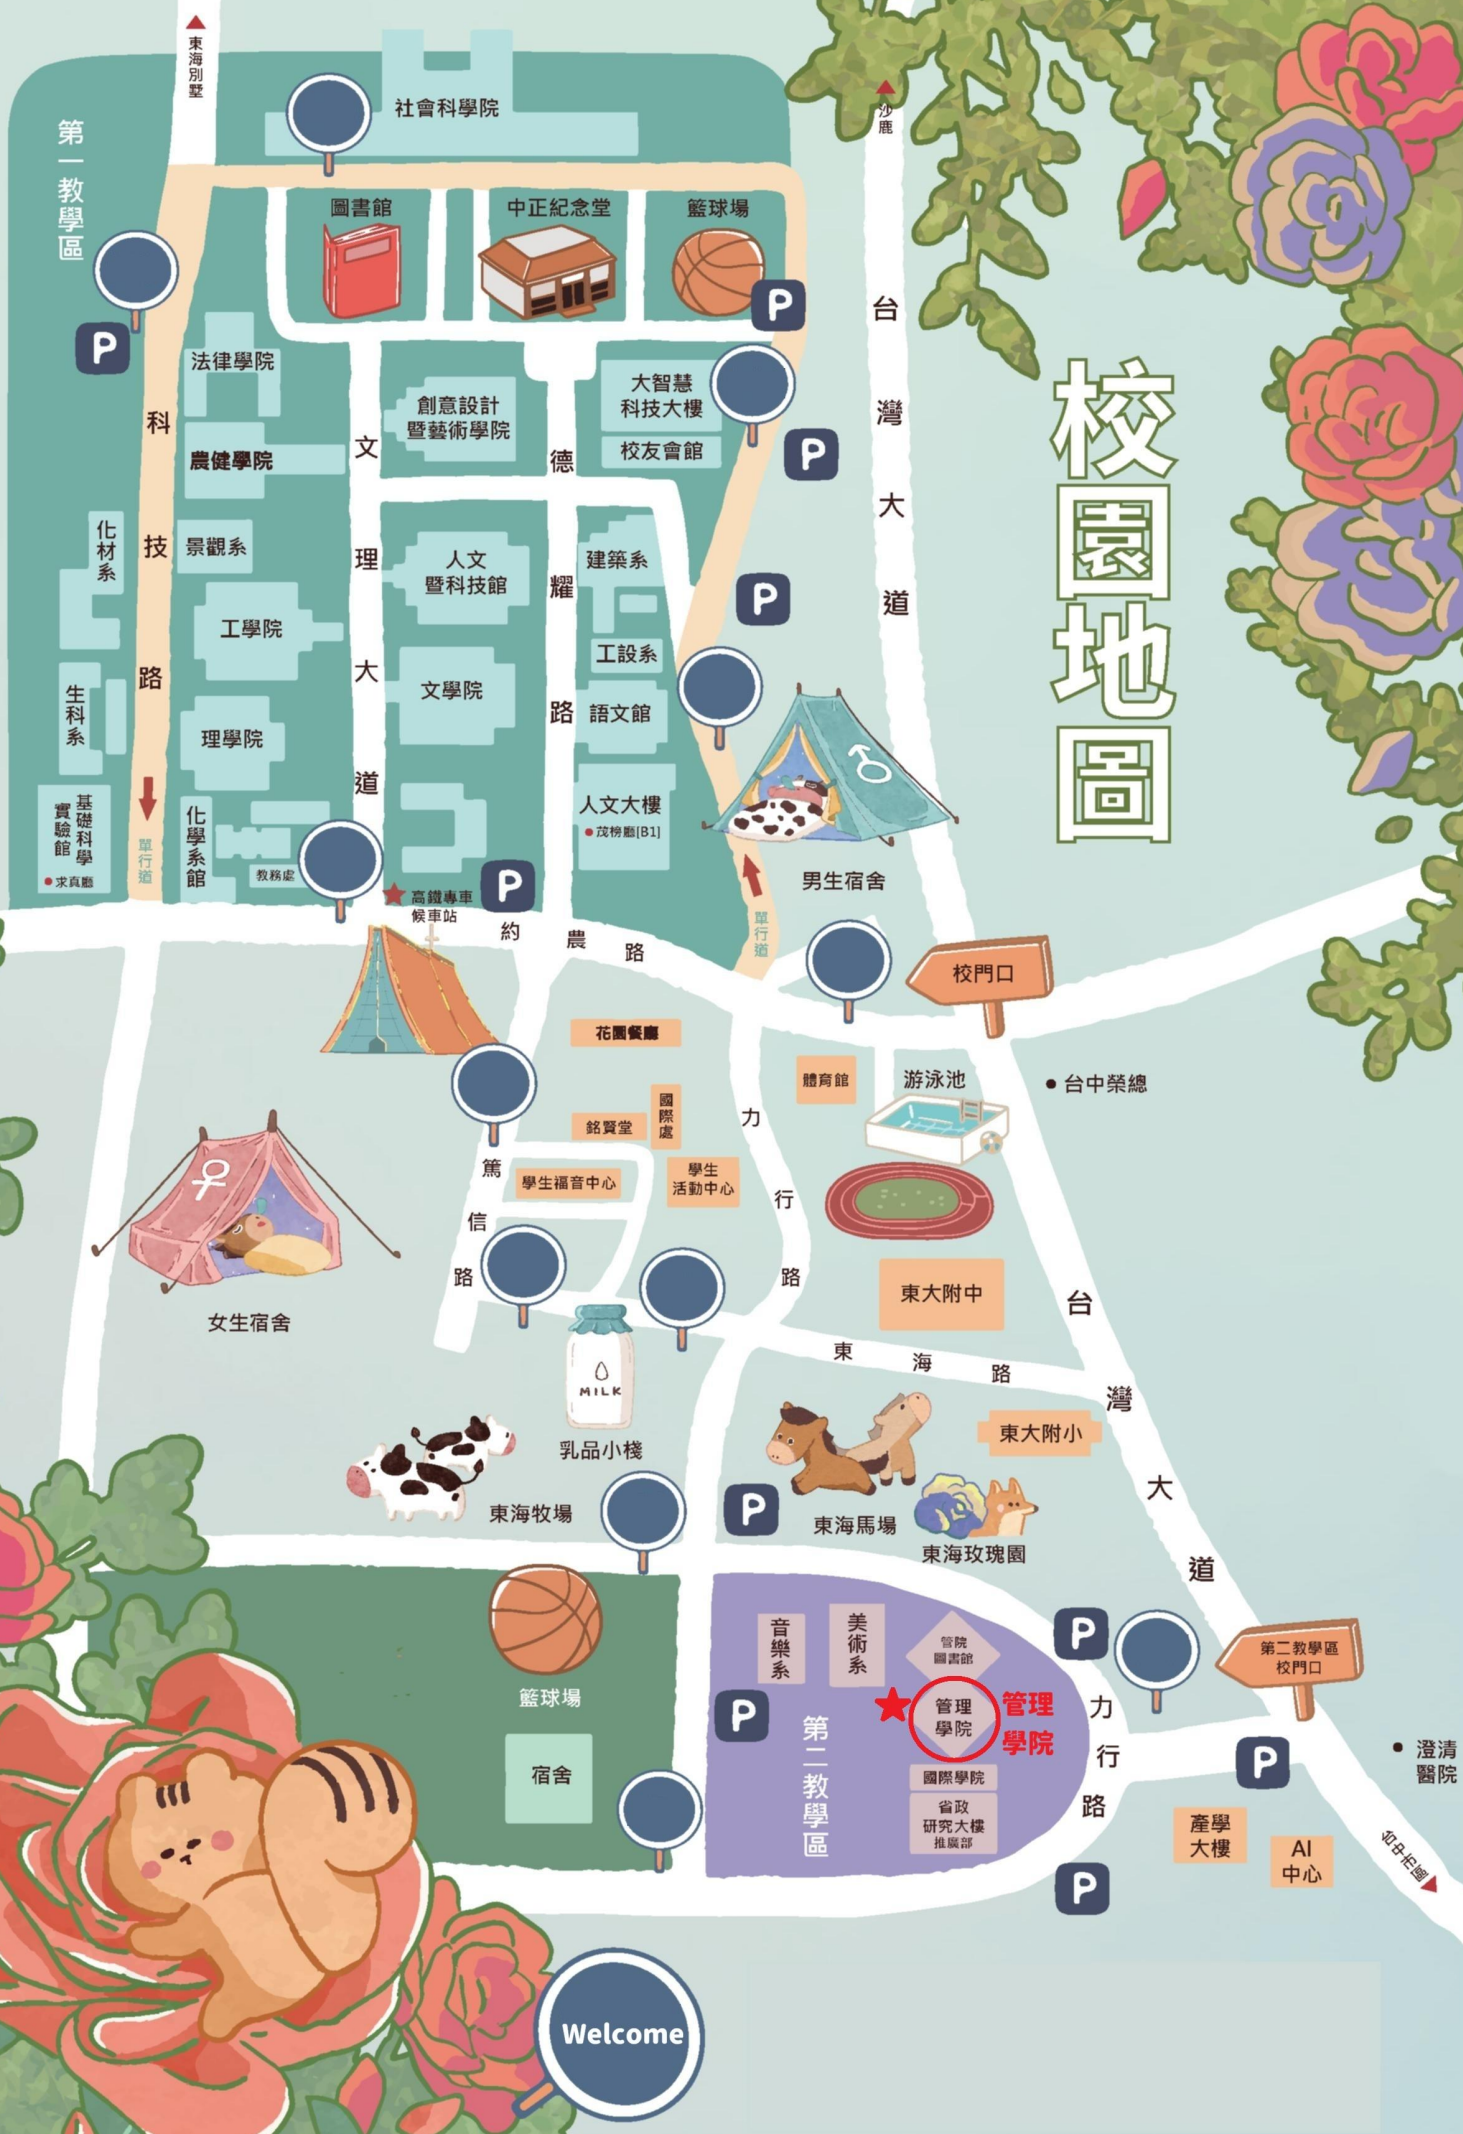 東海別墅
沙鹿
第一教學區
社會科學院
圖書館
中正紀念堂
籃球場
P
P
P
P
法律學院
農健學院
創意設計
暨藝術學院
大智慧
科技大樓
校友會館
科技路
文理大道
德耀路
台灣大道
校園地圖
化材系
景觀系
工學院
人文
暨科技館
建築系
工設系
生科系
理學院
文學院
語文館
基礎科學
實驗館
求真廳
單行道
化學系館
教務處
人文大樓
茂榜廳[B1]
男生宿舍
高鐵專車
候車站
P
約農路
單行道
校門口
花園餐廳
體育館
游泳池
台中榮總
國際處
銘賢堂
力行路
學生福音中心
學生
活動中心
篤信路
女生宿舍
東大附中
台灣大道
東海路
MILK
乳品小棧
東大附小
東海牧場
P
東海馬場
東海玫瑰園
音樂系
美術系
管院
圖書館
P
第二教學區
校門口
籃球場
P
管理
學院
管理
學院
第二教學區
力行路
宿舍
國際學院
省政
研究大樓
推廣部
P
澄清
醫院
產學
大樓
AI
中心
P
台中市區
Welcome